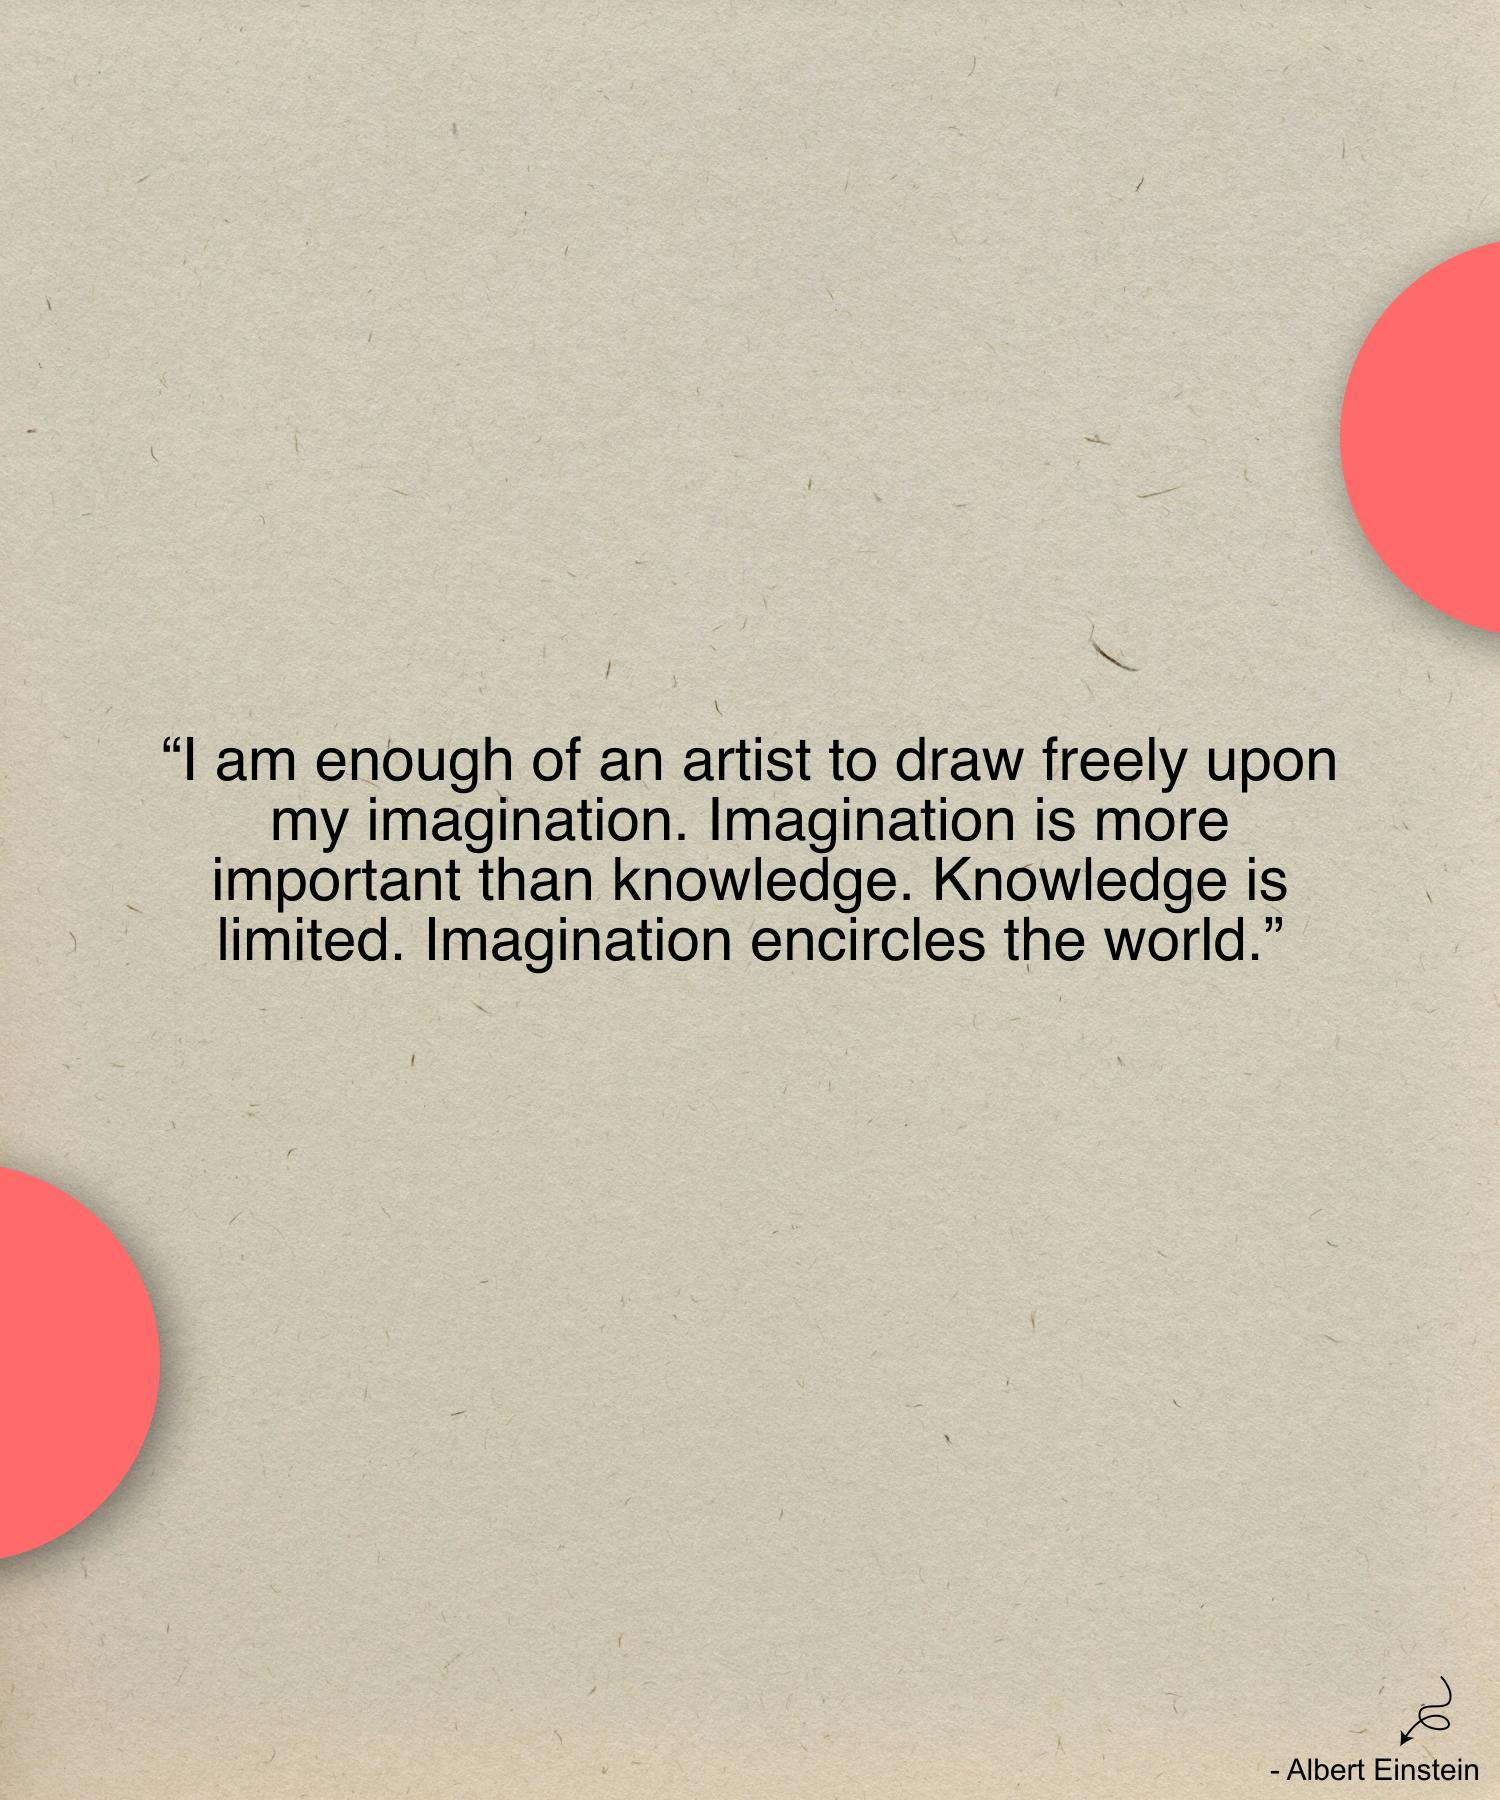 “I am enough of an artist to draw freely upon
my imagination. Imagination is more
important than knowledge. Knowledge is
limited. Imagination encircles the world.”
- Albert Einstein